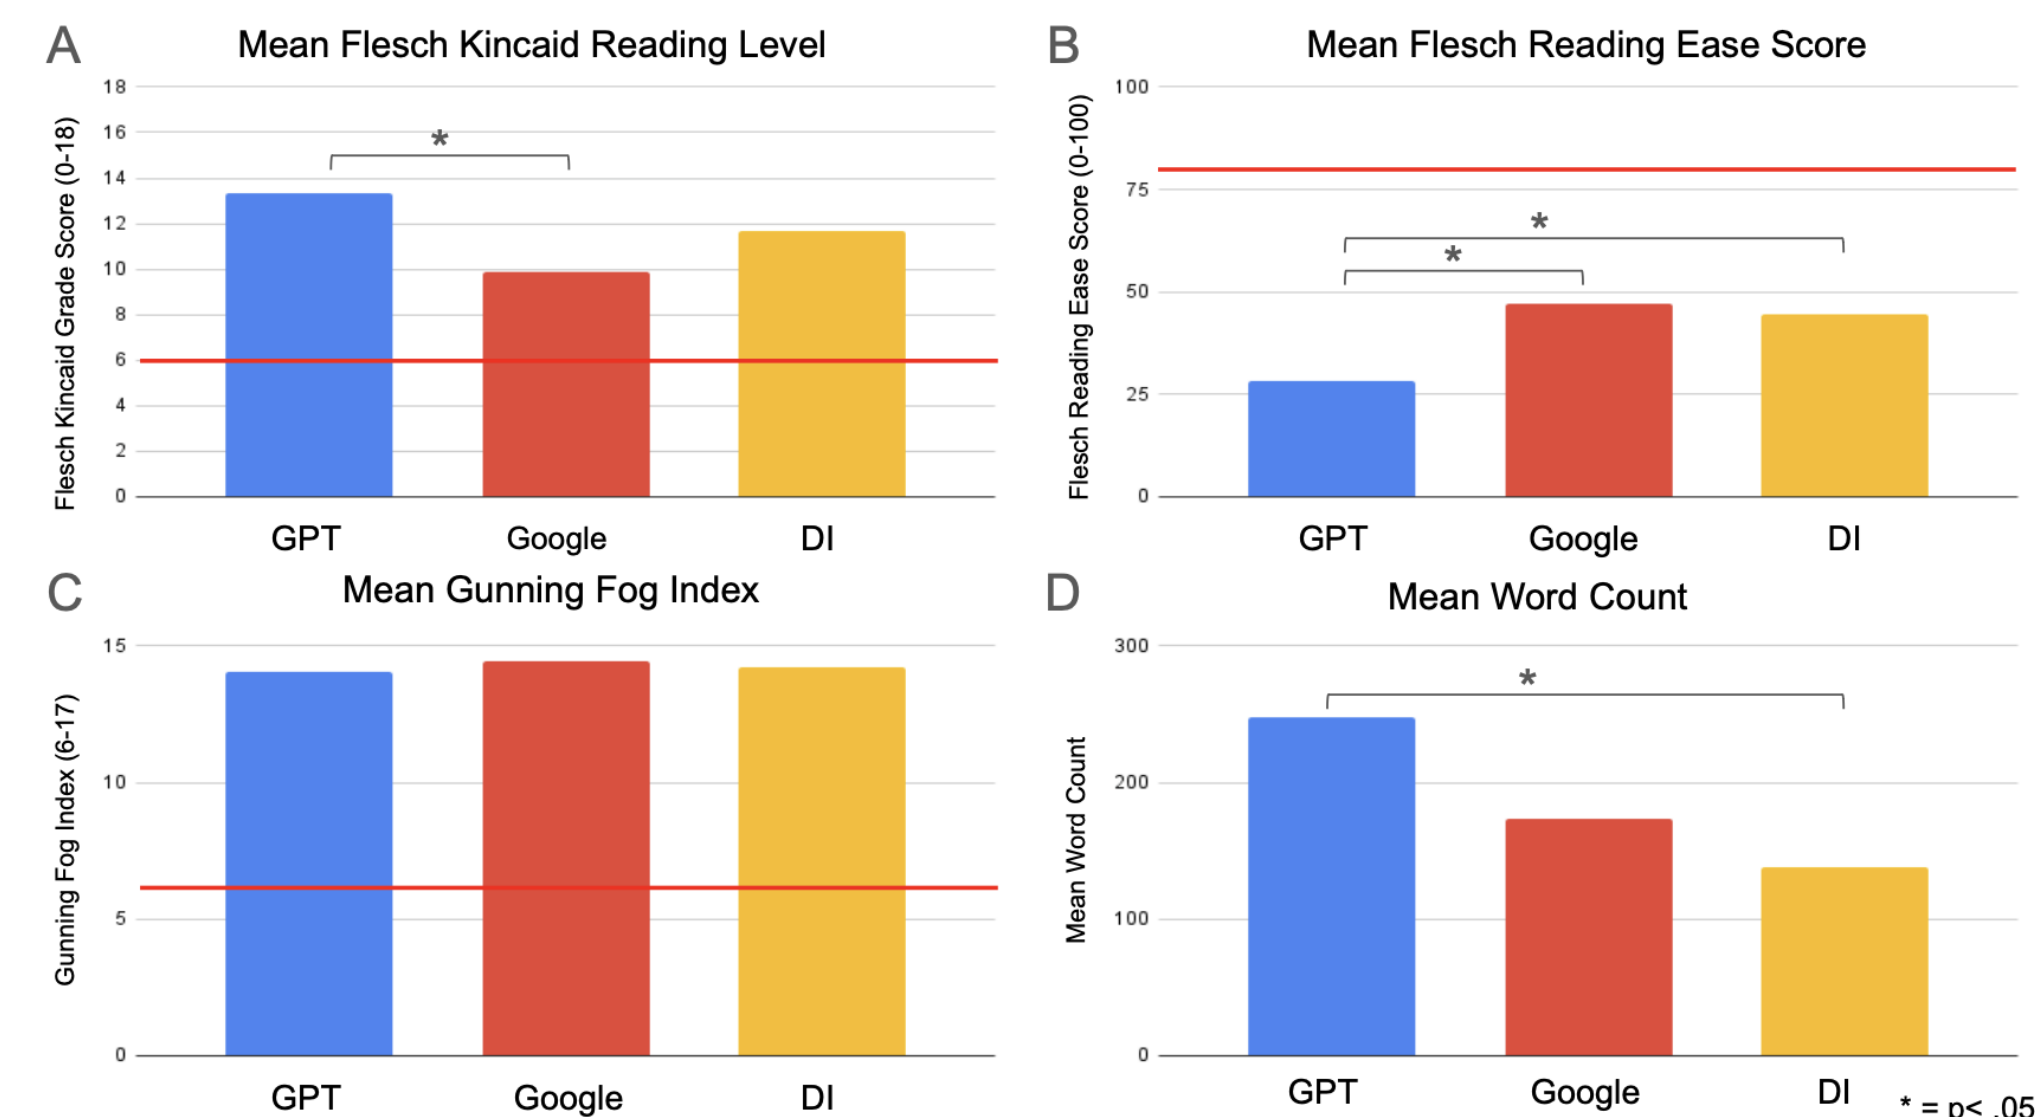 A
Mean Flesch Kincaid Reading Level
Flesch Kincaid Grade Score (0-18)
18
16
14
12
10
8
6
4
2
0
*
GPT
Google
DI
B
Mean Flesch Reading Ease Score
Flesch Reading Ease Score (0-100)
100
75
50
25
0
*
*
GPT
Google
DI
C
Mean Gunning Fog Index
Gunning Fog Index (6-17)
15
10
5
0
GPT
Google
DI
D
Mean Word Count
Mean Word Count
300
200
100
0
*
GPT
Google
DI
* = p< .05